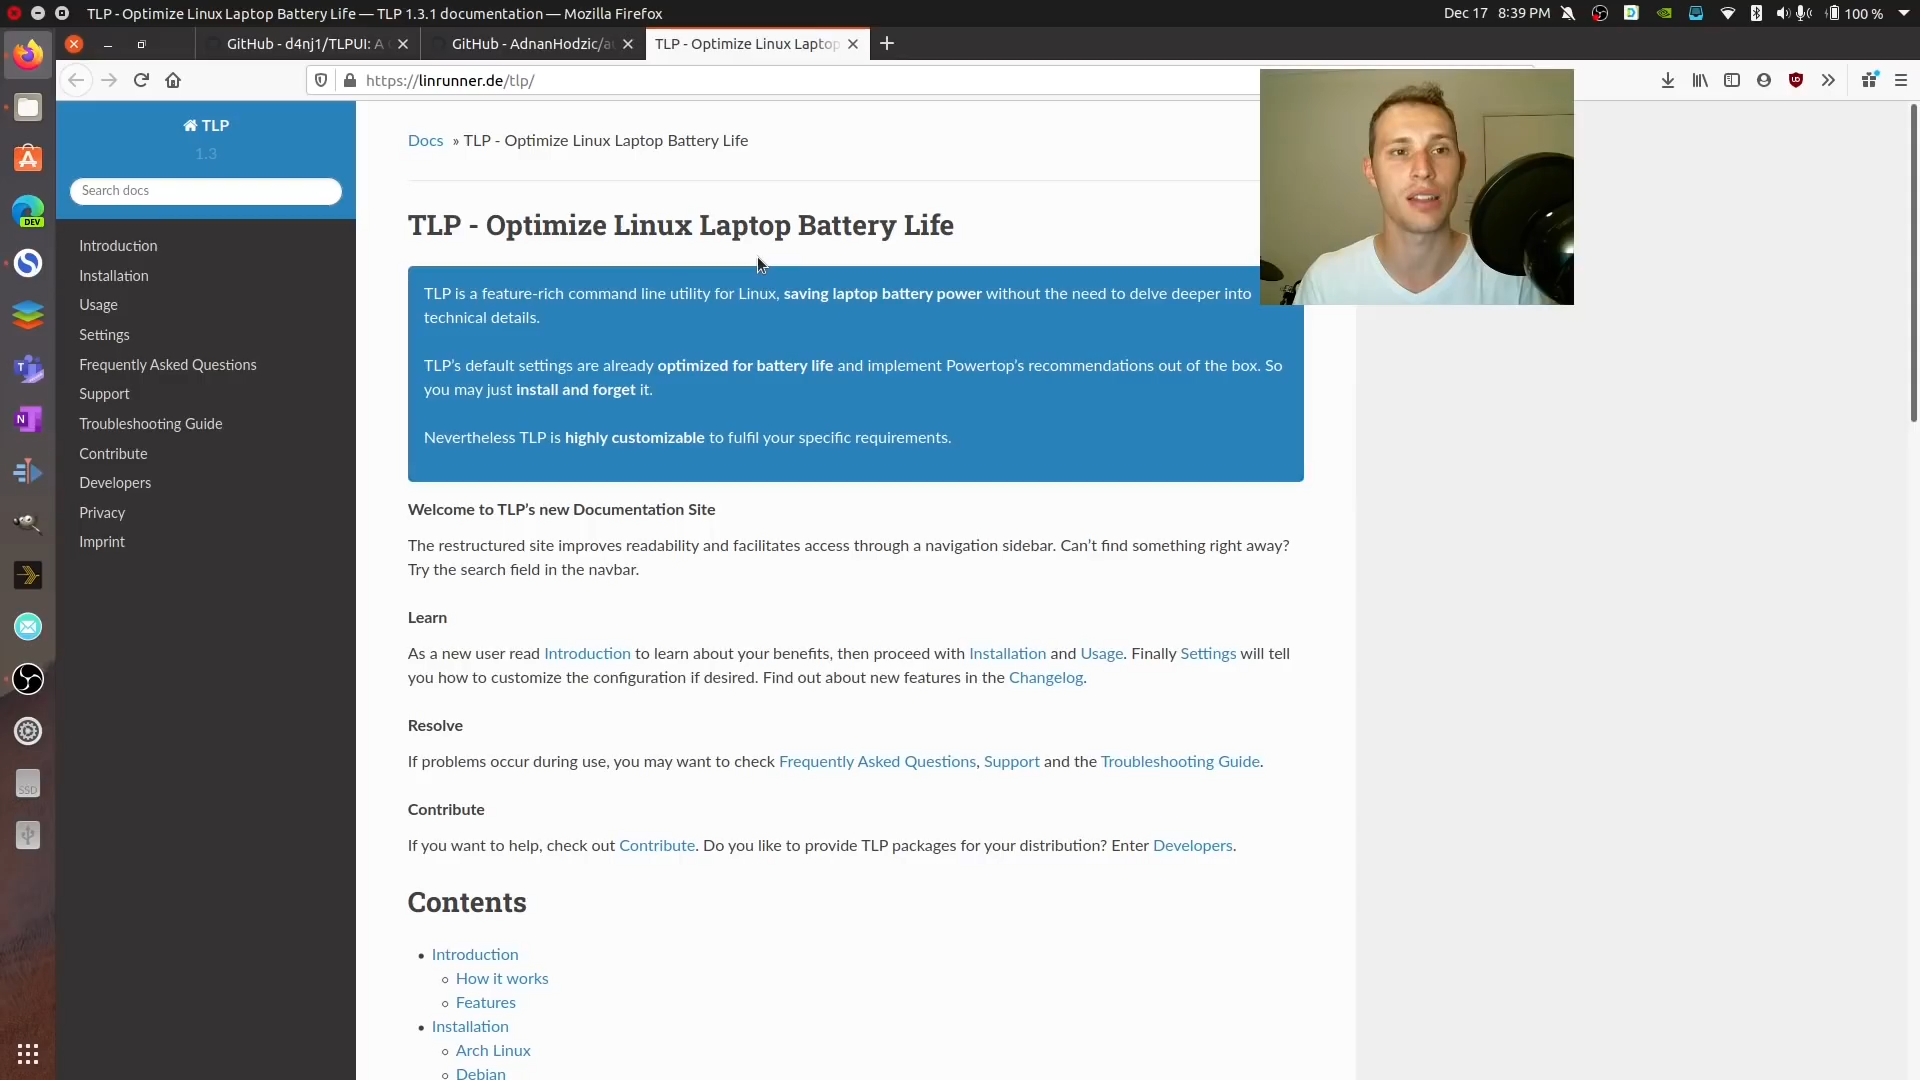 TLP - Optimize Linux Laptop Battery Life — TLP 1.3.1 documentation — Mozilla Firefox
Dec 17 8:39 PM
100 %
GitHub - d4nj1/TLPUI: A G
GitHub - AdnanHodzic/au
TLP - Optimize Linux Laptop
https://linrunner.de/tlp/
TLP
1.3
Search docs
Introduction
Installation
Usage
Settings
Frequently Asked Questions
Support
Troubleshooting Guide
Contribute
Developers
Privacy
Imprint
DEV
SSD
Docs » TLP - Optimize Linux Laptop Battery Life
TLP - Optimize Linux Laptop Battery Life
TLP is a feature-rich command line utility for Linux, saving laptop battery power without the need to delve deeper into
technical details.
TLP’s default settings are already optimized for battery life and implement Powertop’s recommendations out of the box. So
you may just install and forget it.
Nevertheless TLP is highly customizable to fulfil your specific requirements.
Welcome to TLP’s new Documentation Site
The restructured site improves readability and facilitates access through a navigation sidebar. Can’t find something right away?
Try the search field in the navbar.
Learn
As a new user read Introduction to learn about your benefits, then proceed with Installation and Usage. Finally Settings will tell
you how to customize the configuration if desired. Find out about new features in the Changelog.
Resolve
If problems occur during use, you may want to check Frequently Asked Questions, Support and the Troubleshooting Guide.
Contribute
If you want to help, check out Contribute. Do you like to provide TLP packages for your distribution? Enter Developers.
Contents
• Introduction
○ How it works
○ Features
• Installation
○ Arch Linux
○ Debian